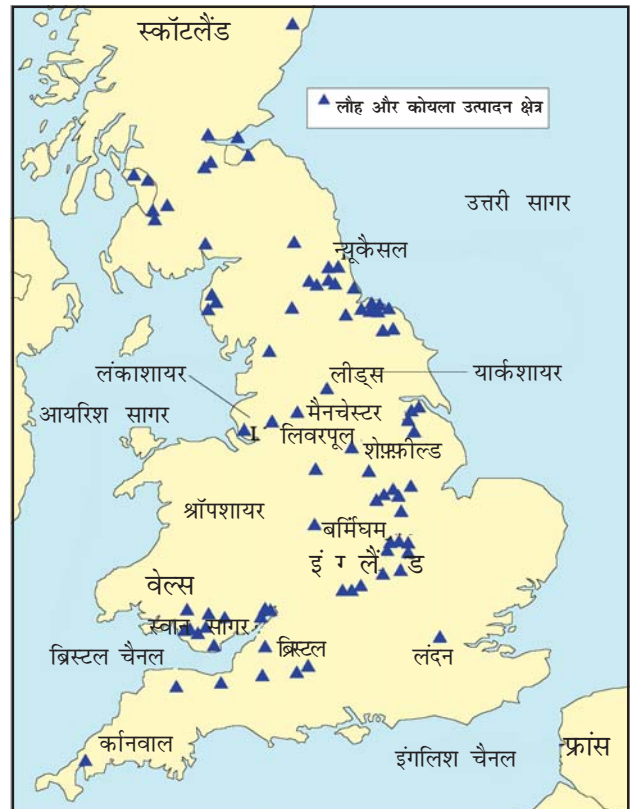 स्कॉटलैंड
लौह और कोयला उत्पादन क्षेत्र
उत्तरी सागर
न्यूकैसल
लीड्स
यार्कशायर
लंकाशायर
आयरिश सागर
मैनचेस्टर
L
लिवरपूल
शेफ़्फ़ील्ड
श्रॉपशायर
बर्मिंघम
इंगलैंड
वेल्स
स्वान सागर
ब्रिस्टल चैनल
ब्रिस्टल
लंदन
कार्नवाल
इंगलिश चैनल
फ्रांस